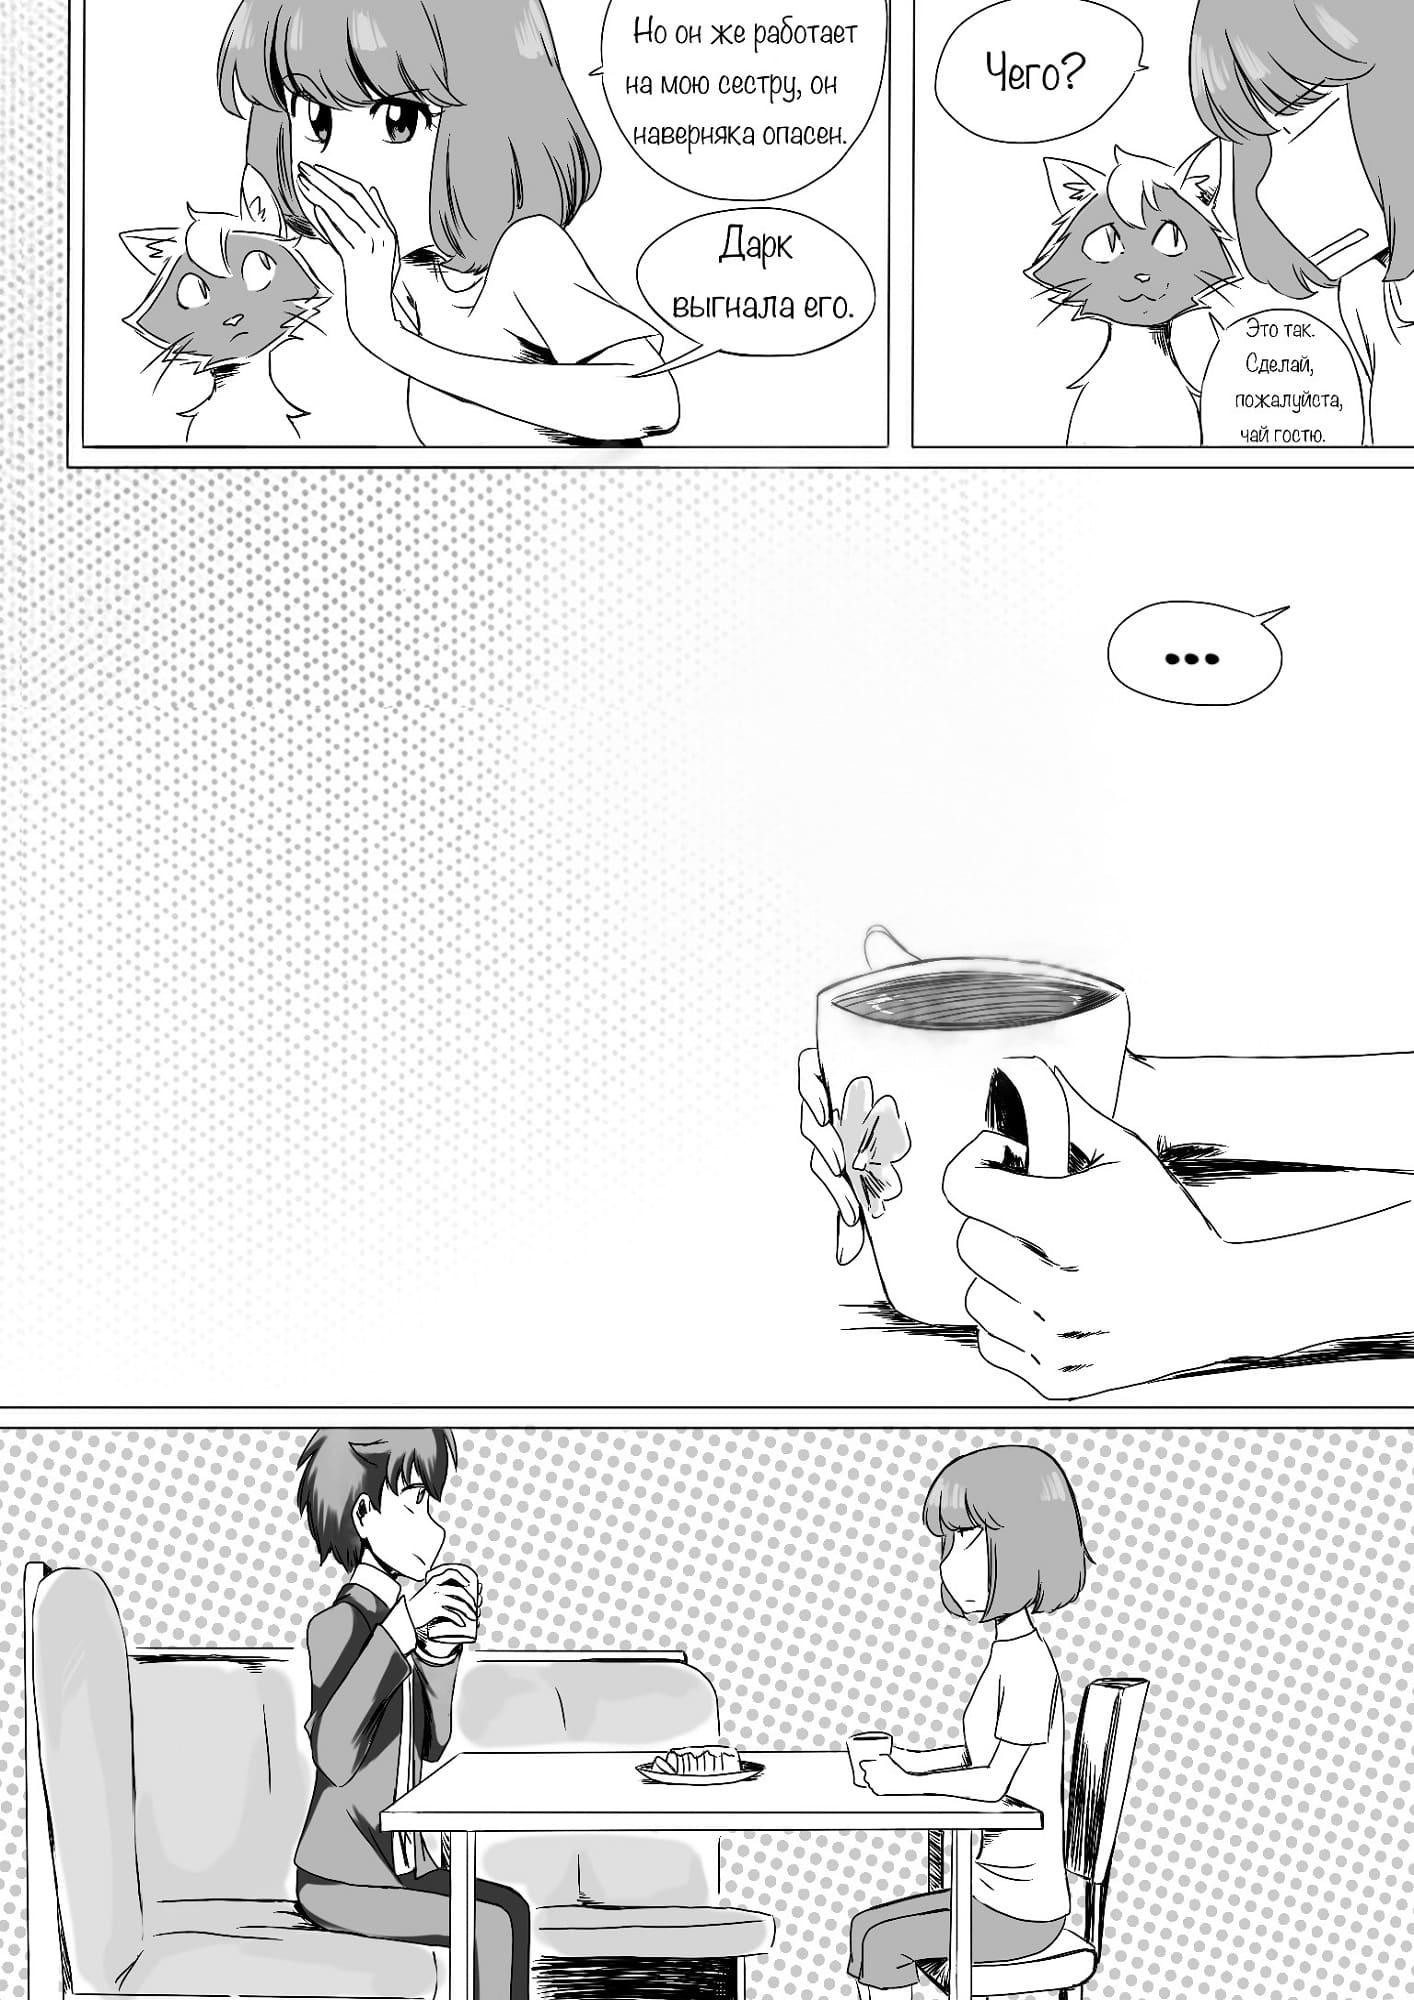 Но он же работает
на мою сестру, он
наверняка опасен.
Дарк
выгнала его.
Чего?
Это так.
Сделай,
пожалуйста,
чай гостю.
...